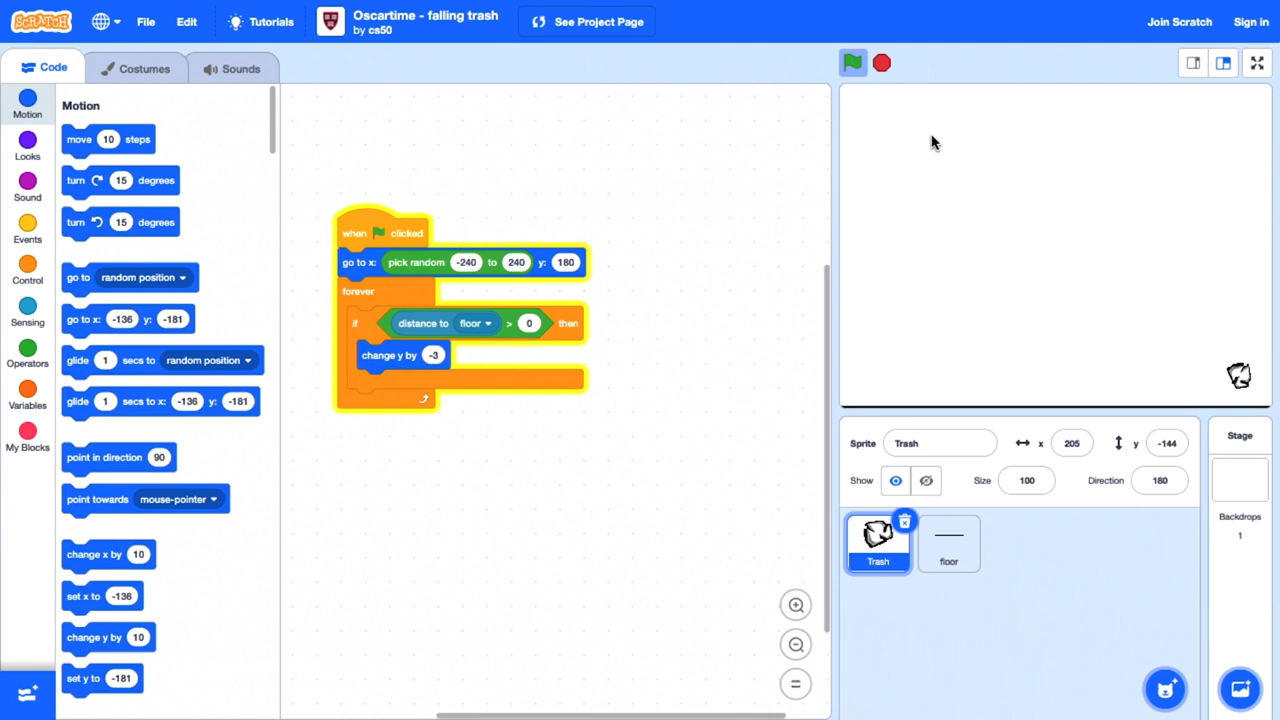 SCRATCH File Edit Tutorials Oscartime - falling trash See Project Page Join Scratch Sign in
by cs50
Code Costumes Sounds
Motion
Looks
Sound
Events
Control
Sensing
Operators
Variables
My Blocks
Motion
move 10 steps
turn 15 degrees
turn 15 degrees
go to random position
go to x: -136 y: -181
glide 1 secs to random position
glide 1 secs to x: -136 y: -181
point in direction 90
point towards mouse-pointer
change x by 10
set x to -136
change y by 10
set y to -181
when clicked
go to x: pick random -240 to 240 y: 180
forever
if distance to floor > 0 then
change y by -3
Sprite Trash x 205 y -144
Show Size 100 Direction 180
Trash floor
Stage
Backdrops
1